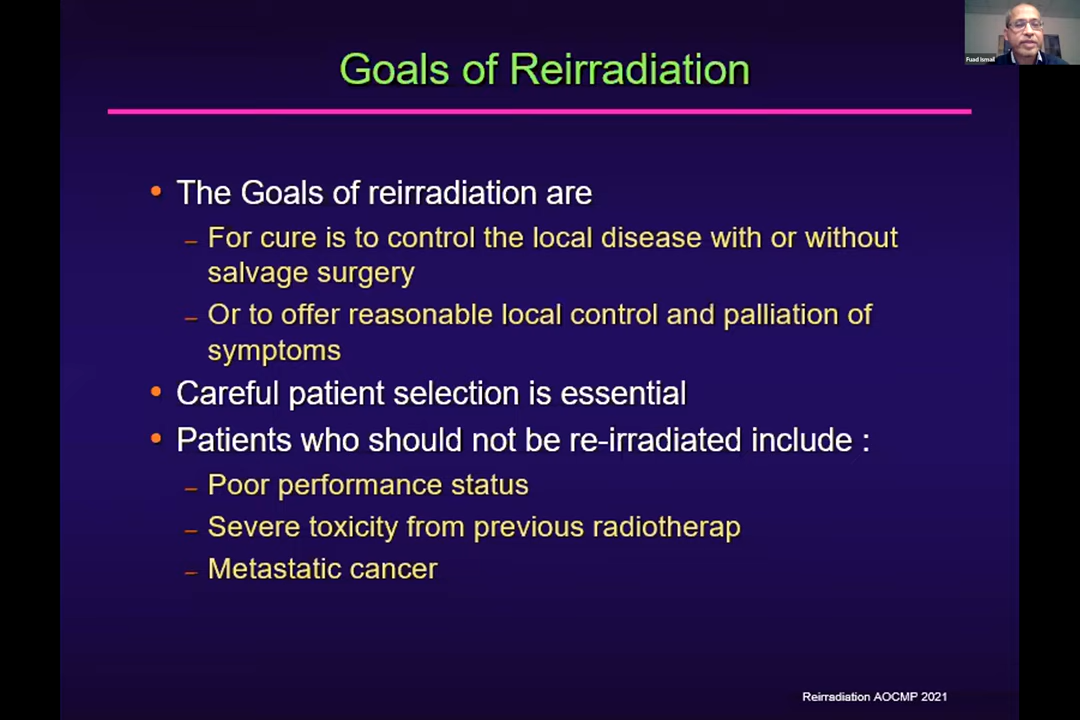 Goals of Reirradiation
Fuad Ismail
• The Goals of reirradiation are
– For cure is to control the local disease with or without
salvage surgery
– Or to offer reasonable local control and palliation of
symptoms
• Careful patient selection is essential
• Patients who should not be re-irradiated include :
– Poor performance status
– Severe toxicity from previous radiotherap
– Metastatic cancer
Reirradiation AOCMP 2021